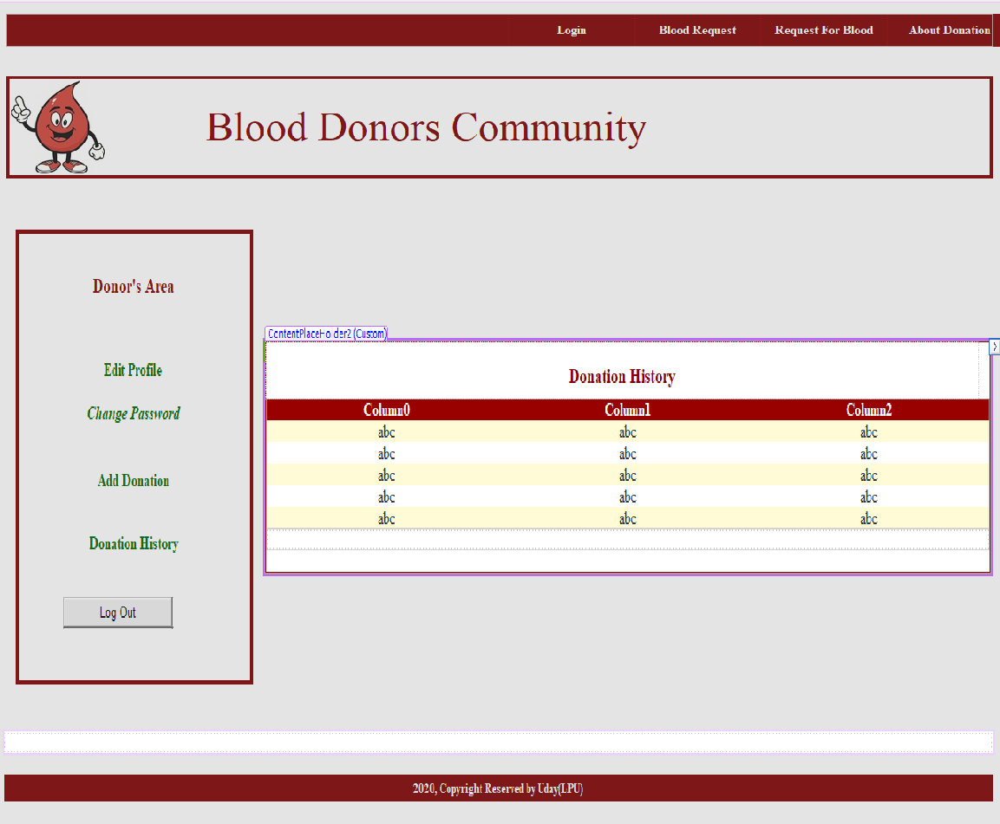 Login Blood Request Request For Blood About Donation
Blood Donors Community
Donor's Area
Edit Profile
Change Password
Add Donation
Donation History
Log Out
ContentPlaceHolder2 (Custom)
Donation History
Column0 Column1 Column2
abc abc abc
abc abc abc
abc abc abc
abc abc abc
abc abc abc
2020, Copyright Reserved by Uday(LPU)